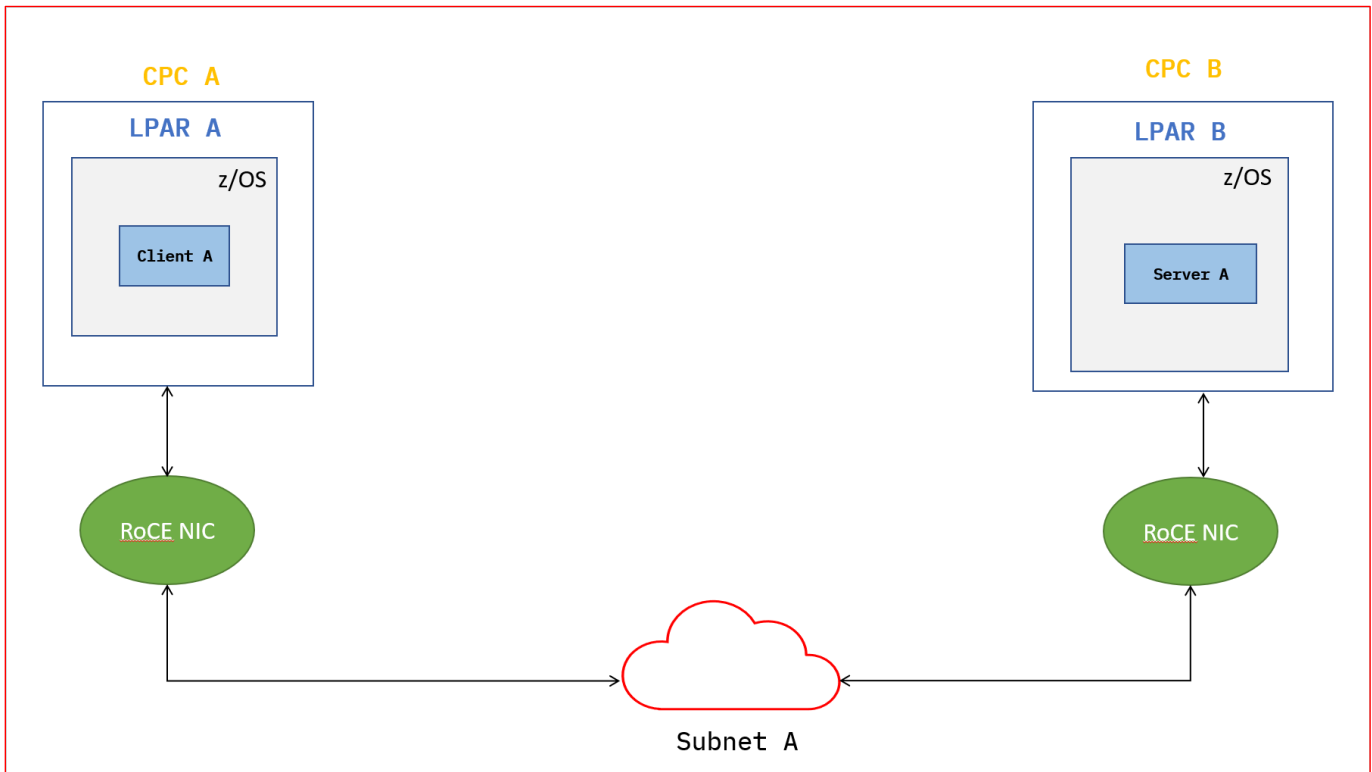 CPC A
CPC B
LPAR A
LPAR B
z/OS
z/OS
Client A
Server A
RoCE NIC
RoCE NIC
Subnet A